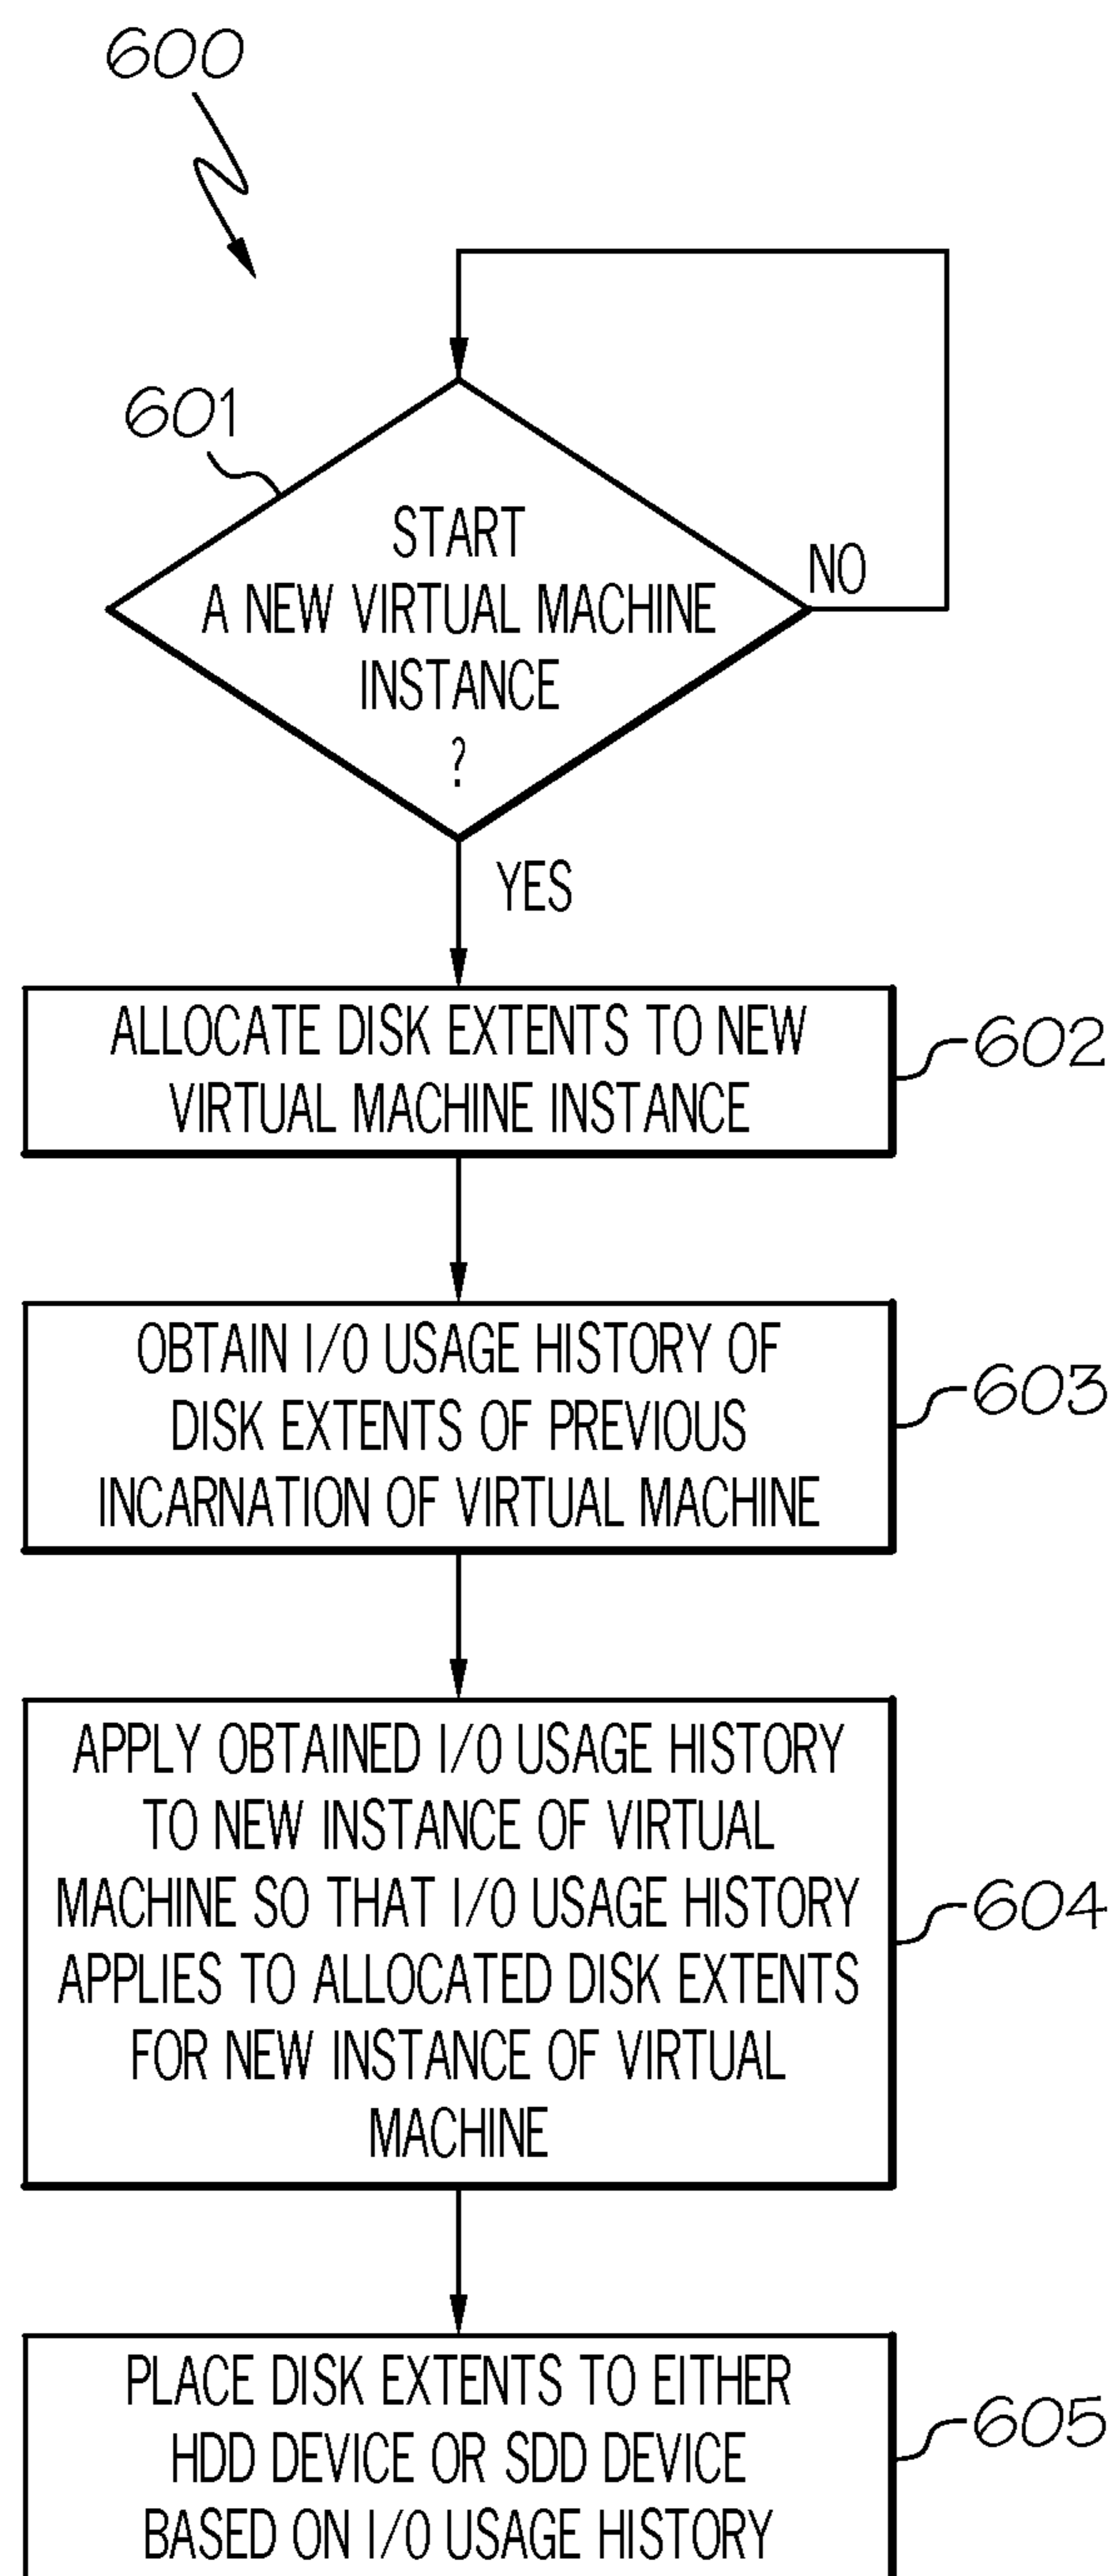 600
601
START
A NEW VIRTUAL MACHINE
INSTANCE
?
NO
YES
ALLOCATE DISK EXTENTS TO NEW
VIRTUAL MACHINE INSTANCE
602
OBTAIN I/O USAGE HISTORY OF
DISK EXTENTS OF PREVIOUS
INCARNATION OF VIRTUAL MACHINE
603
APPLY OBTAINED I/O USAGE HISTORY
TO NEW INSTANCE OF VIRTUAL
MACHINE SO THAT I/O USAGE HISTORY
APPLIES TO ALLOCATED DISK EXTENTS
FOR NEW INSTANCE OF VIRTUAL
MACHINE
604
PLACE DISK EXTENTS TO EITHER
HDD DEVICE OR SDD DEVICE
BASED ON I/O USAGE HISTORY
605